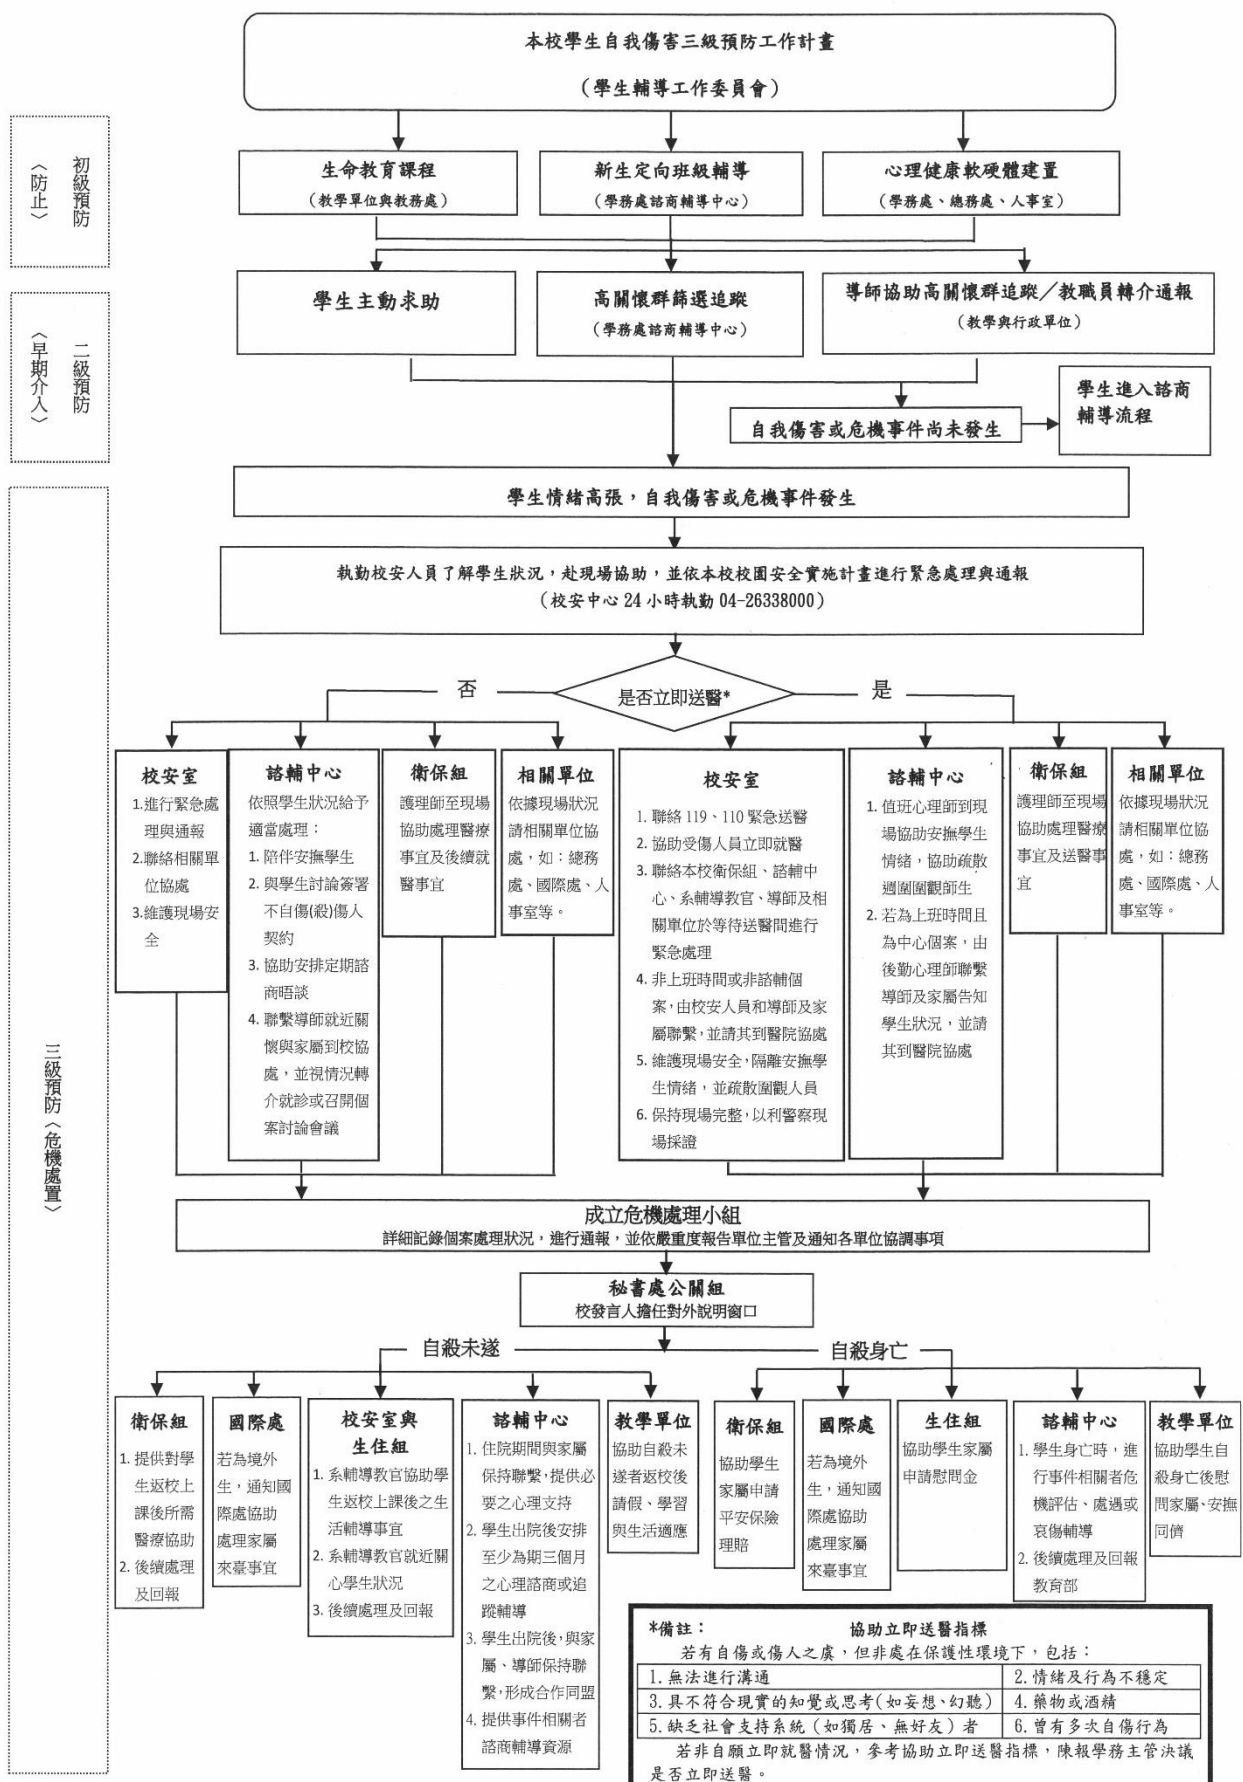 本校學生自我傷害三級預防工作計畫
(學生輔導工作委員會)
初級預防
〈防止〉
生命教育課程
(教學單位與教務處)
新生定向班級輔導
(學務處諮商輔導中心)
心理健康軟硬體建置
(學務處、總務處、人事室)
二級預防
〈早期介入〉
學生主動求助
高關懷群篩選追蹤
(學務處諮商輔導中心)
導師協助高關懷群追蹤／教職員轉介通報
(教學與行政單位)
自我傷害或危機事件尚未發生
學生進入諮商
輔導流程
三級預防〈危機處置〉
學生情緒高張，自我傷害或危機事件發生
執勤校安人員了解學生狀況，赴現場協助，並依本校校園安全實施計畫進行緊急處理與通報
(校安中心 24 小時執勤 04-26338000)
是否立即送醫*
否
是
校安室
1.進行緊急處
理與通報
2.聯絡相關單
位協處
3.維護現場安
全
諮輔中心
依照學生狀況給予
適當處理：
1. 陪伴安撫學生
2. 與學生討論簽署
不自傷(殺)傷人
契約
3. 協助安排定期諮
商晤談
4. 聯繫導師就近關
懷與家屬到校協
處，並視情況轉
介就診或召開個
案討論會議
衛保組
護理師至現場
協助處理醫療
事宜及後續就
醫事宜
相關單位
依據現場狀況
請相關單位協
處，如：總務
處、國際處、人
事室等。
校安室
1. 聯絡 119、110 緊急送醫
2. 協助受傷人員立即就醫
3. 聯絡本校衛保組、諮輔中
心、系輔導教官、導師及相
關單位於等待送醫間進行
緊急處理
4. 非上班時間或非諮輔個
案，由校安人員和導師及家
屬聯繫，並請其到醫院協處
5. 維護現場安全，隔離安撫學
生情緒，並疏散圍觀人員
6. 保持現場完整，以利警察現
場採證
諮輔中心
1. 值班心理師到現
場協助安撫學生
情緒，協助疏散
週圍圍觀師生
2. 若為上班時間且
為中心個案，由
後勤心理師聯繫
導師及家屬告知
學生狀況，並請
其到醫院協處
衛保組
護理師至現場
協助處理醫療
事宜及送醫事
宜
相關單位
依據現場狀況
請相關單位協
處，如：總務
處、國際處、人
事室等。
成立危機處理小組
詳細記錄個案處理狀況，進行通報，並依嚴重度報告單位主管及通知各單位協調事項
秘書處公關組
校發言人擔任對外說明窗口
自殺未遂
自殺身亡
衛保組
1. 提供對學
生返校上
課後所需
醫療協助
2. 後續處理
及回報
國際處
若為境外
生，通知國
際處協助
處理家屬
來臺事宜
校安室與
生住組
1. 系輔導教官協助學
生返校上課後之生
活輔導事宜
2. 系輔導教官就近關
心學生狀況
3. 後續處理及回報
諮輔中心
1. 住院期間與家屬
保持聯繫，提供必
要之心理支持
2. 學生出院後安排
至少為期三個月
之心理諮商或追
蹤輔導
3. 學生出院後，與家
屬、導師保持聯
繫，形成合作同盟
4. 提供事件相關者
諮商輔導資源
教學單位
協助自殺未
遂者返校後
請假、學習
與生活適應
衛保組
協助學生
家屬申請
平安保險
理賠
國際處
若為境外
生，通知國
際處協助
處理家屬
來臺事宜
生住組
協助學生家屬
申請慰問金
諮輔中心
1. 學生身亡時，進
行事件相關者危
機評估、處遇或
哀傷輔導
2. 後續處理及回報
教育部
教學單位
協助學生自
殺身亡後慰
問家屬、安撫
同儕
*備註： 協助立即送醫指標
若有自傷或傷人之虞，但非處在保護性環境下，包括：
1. 無法進行溝通 2. 情緒及行為不穩定
3. 具不符合現實的知覺或思考(如妄想、幻聽) 4. 藥物或酒精
5. 缺乏社會支持系統(如獨居、無好友)者 6. 曾有多次自傷行為
若非自願立即就醫情況，參考協助立即送醫指標，陳報學務主管決議
是否立即送醫。